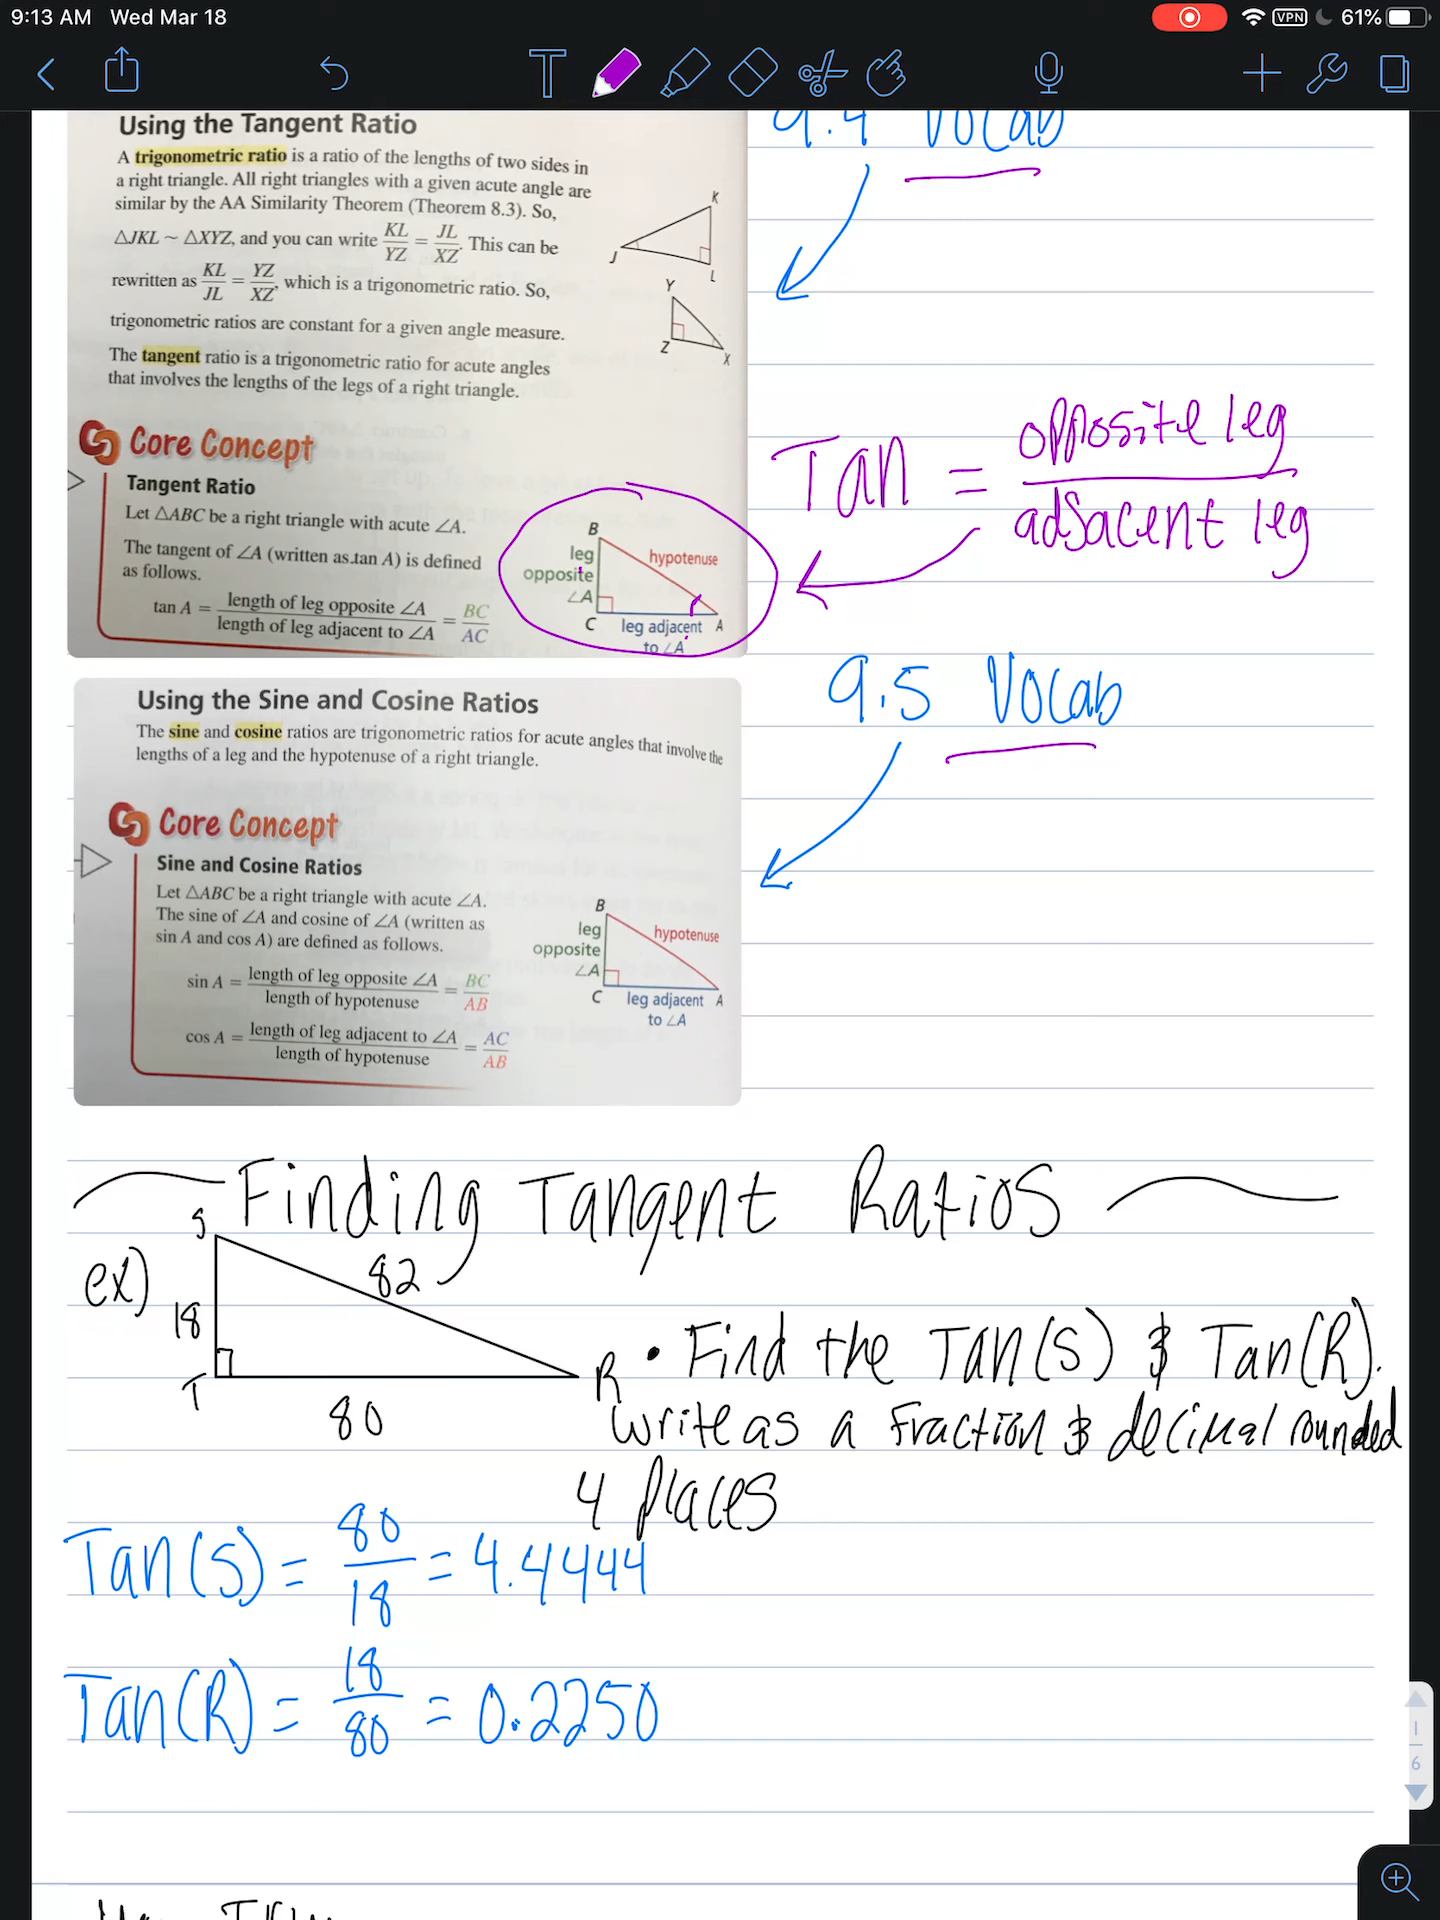 9:13 AM Wed Mar 18
VPN 61%
T
Using the Tangent Ratio
A trigonometric ratio is a ratio of the lengths of two sides in
a right triangle. All right triangles with a given acute angle are
similar by the AA Similarity Theorem (Theorem 8.3). So,
△JKL ~ △XYZ, and you can write KL/YZ = JL/XZ. This can be
rewritten as KL/JL = YZ/XZ, which is a trigonometric ratio. So,
trigonometric ratios are constant for a given angle measure.
The tangent ratio is a trigonometric ratio for acute angles
that involves the lengths of the legs of a right triangle.
K
J
L
Y
Z
X
Core Concept
Tangent Ratio
Let △ABC be a right triangle with acute ∠A.
The tangent of ∠A (written as tan A) is defined
as follows.
tan A = length of leg opposite ∠A / length of leg adjacent to ∠A = BC/AC
B
leg
opposite
∠A
hypotenuse
C
leg adjacent
to ∠A
A
9.4 Vocab
Tan = opposite leg / adjacent leg
9.5 Vocab
Using the Sine and Cosine Ratios
The sine and cosine ratios are trigonometric ratios for acute angles that involve the
lengths of a leg and the hypotenuse of a right triangle.
Core Concept
Sine and Cosine Ratios
Let △ABC be a right triangle with acute ∠A.
The sine of ∠A and cosine of ∠A (written as
sin A and cos A) are defined as follows.
sin A = length of leg opposite ∠A / length of hypotenuse = BC/AB
cos A = length of leg adjacent to ∠A / length of hypotenuse = AC/AB
B
leg
opposite
∠A
hypotenuse
C
leg adjacent
to ∠A
A
Finding Tangent Ratios
ex)
S
82
18
T
80
R
• Find the Tan(S) & Tan(R).
Write as a Fraction & decimal rounded
4 places
Tan(S) = 80/18 = 4.4444
Tan(R) = 18/80 = 0.2250
1
6